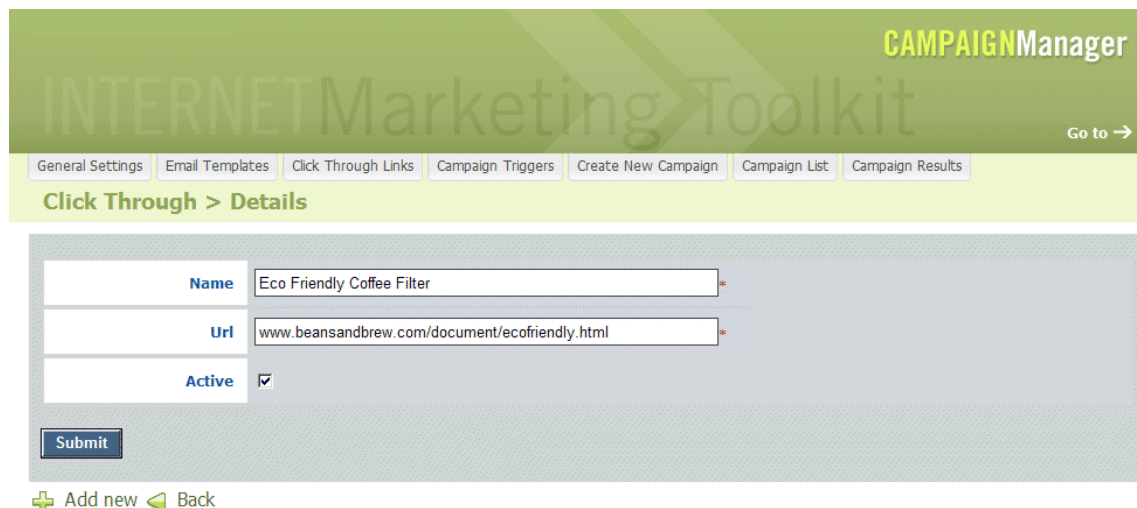 CAMPAIGNManager
INTERNETMarketing Toolkit
Go to →
General Settings Email Templates Click Through Links Campaign Triggers Create New Campaign Campaign List Campaign Results
Click Through > Details
Name Eco Friendly Coffee Filter *
Url www.beansandbrew.com/document/ecofriendly.html *
Active
Submit
Add new Back